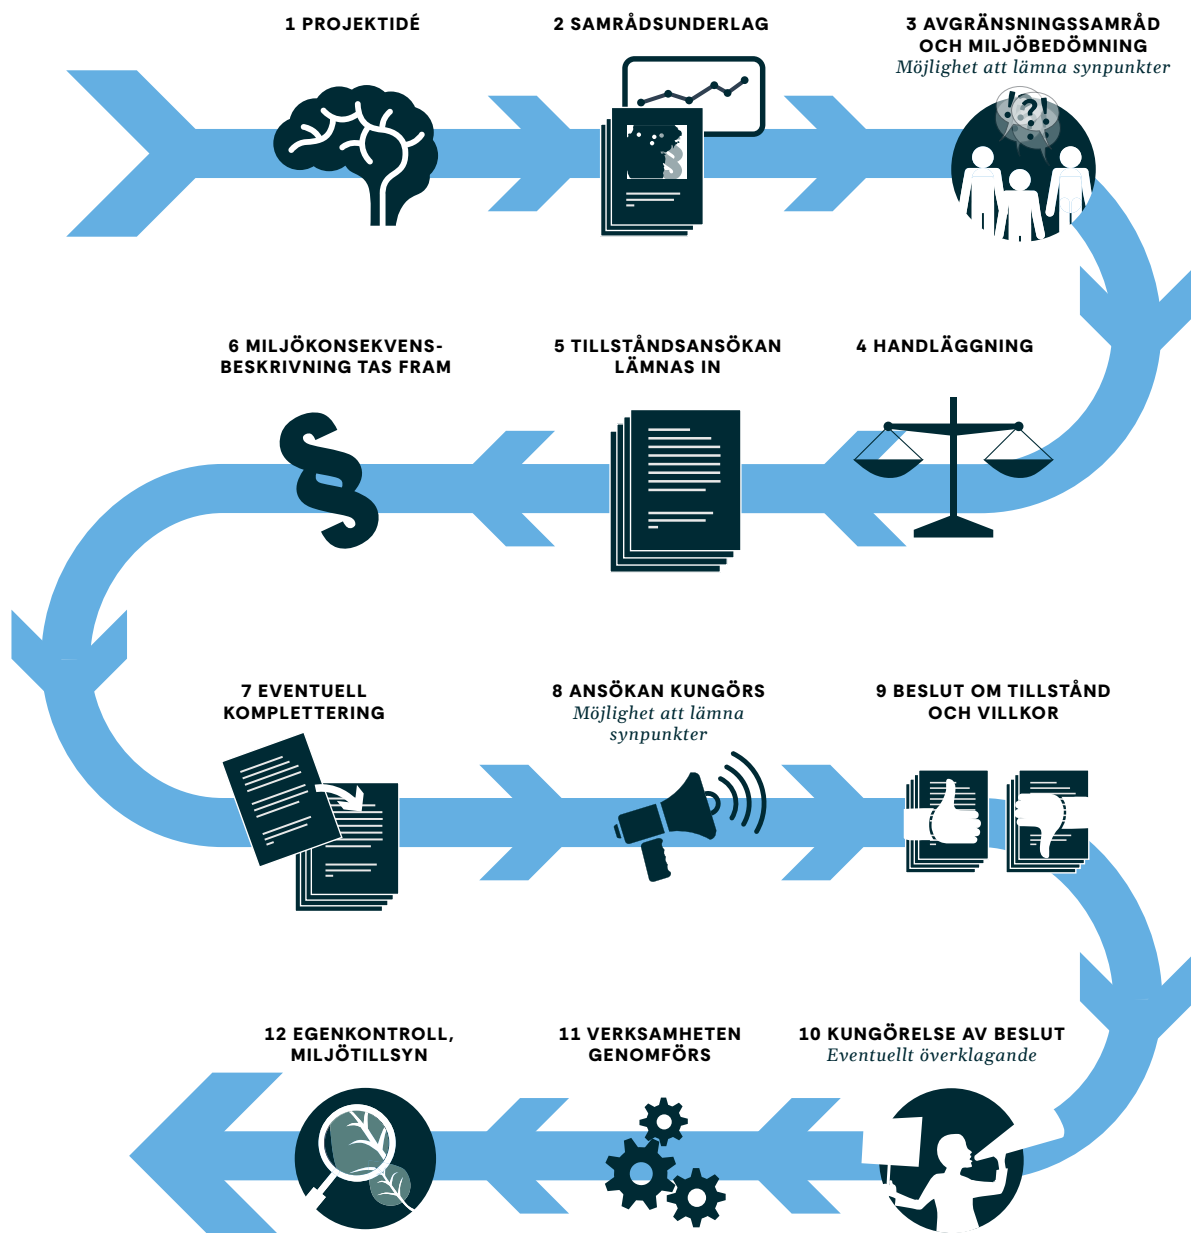 1 PROJEKTIDÉ
2 SAMRÅDSUNDERLAG
3 AVGRÄNSNINGSSAMRÅD
OCH MILJÖBEDÖMNING
Möjlighet att lämna synpunkter
!?!
§
4 HANDLÄGGNING
5 TILLSTÅNDSANSÖKAN
LÄMNAS IN
6 MILJÖKONSEKVENS-
BESKRIVNING TAS FRAM
§
7 EVENTUELL
KOMPLETTERING
8 ANSÖKAN KUNGÖRS
Möjlighet att lämna
synpunkter
9 BESLUT OM TILLSTÅND
OCH VILLKOR
10 KUNGÖRELSE AV BESLUT
Eventuellt överklagande
11 VERKSAMHETEN
GENOMFÖRS
12 EGENKONTROLL,
MILJÖTILLSYN